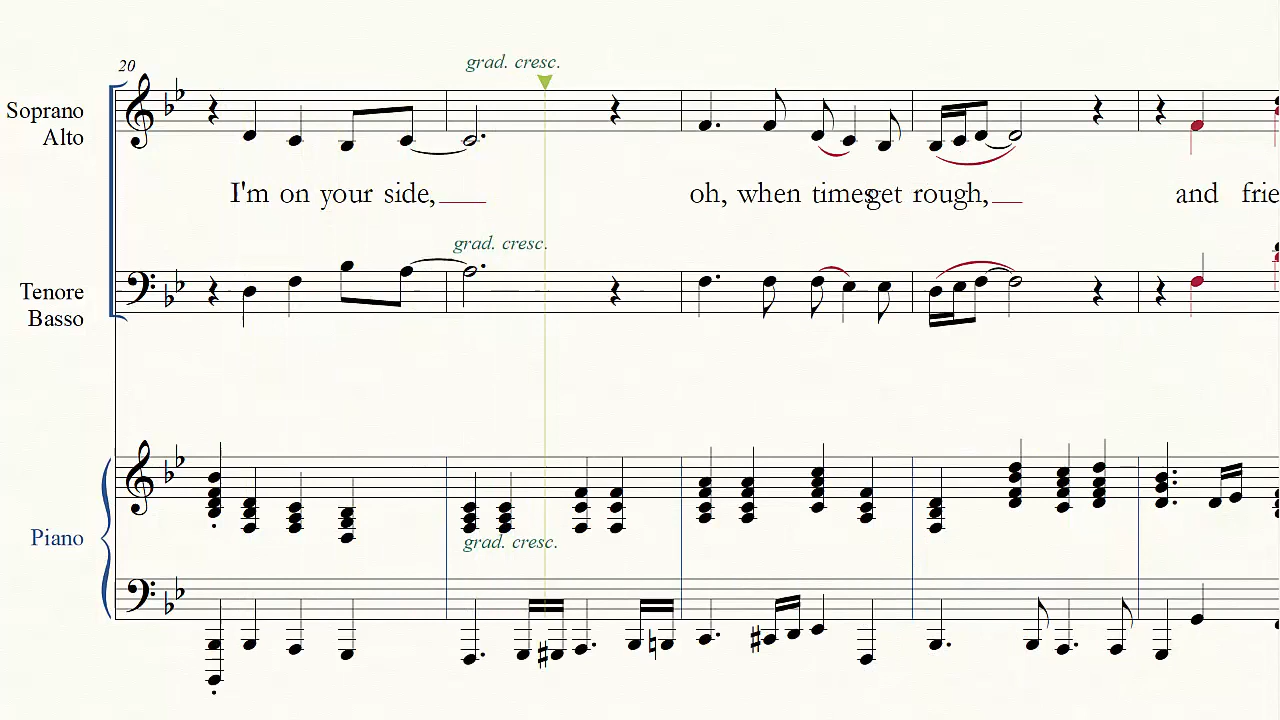 20
grad. cresc.
Soprano
Alto
I'm on your side, oh, when times get rough, and
grad. cresc.
Tenore
Basso
Piano
grad. cresc.